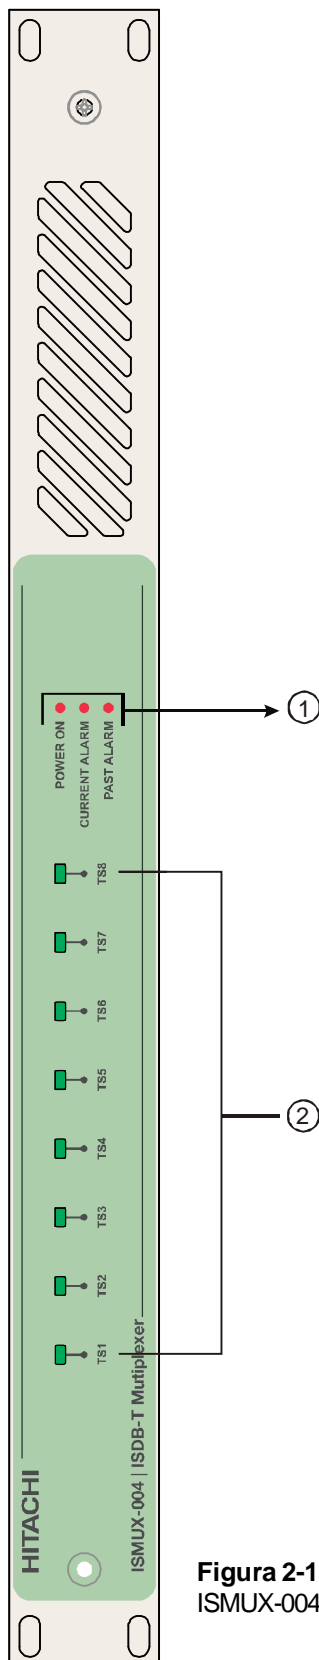 1
POWER ON
CURRENT ALARM
PAST ALARM
TS8
TS7
TS6
TS5
TS4
2
TS3
TS2
TS1
HITACHI
ISMUX-004 | ISDB-T Mutiplexer
Figura 2-1
ISMUX-004